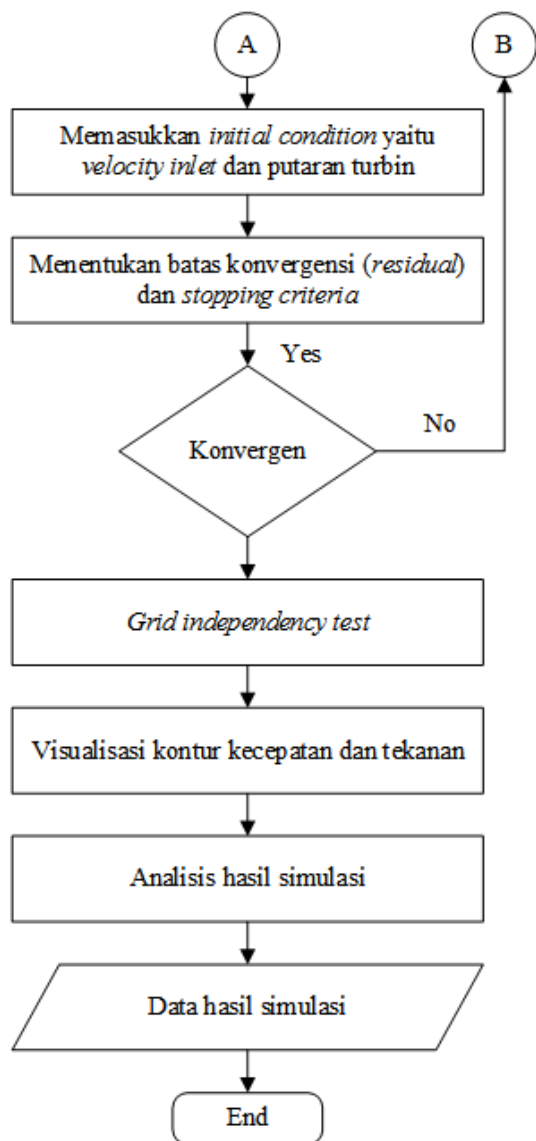 A
B
Memasukkan initial condition yaitu
velocity inlet dan putaran turbin
Menentukan batas konvergensi (residual)
dan stopping criteria
Yes
No
Konvergen
Grid independency test
Visualisasi kontur kecepatan dan tekanan
Analisis hasil simulasi
Data hasil simulasi
End